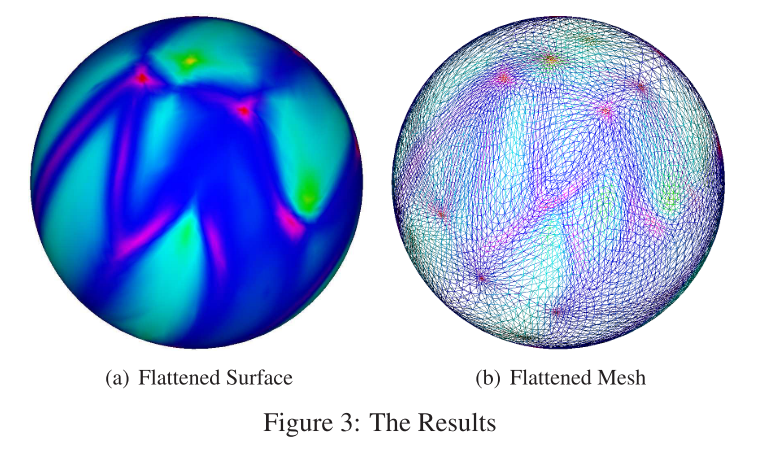 (a) Flattened Surface
(b) Flattened Mesh
Figure 3: The Results